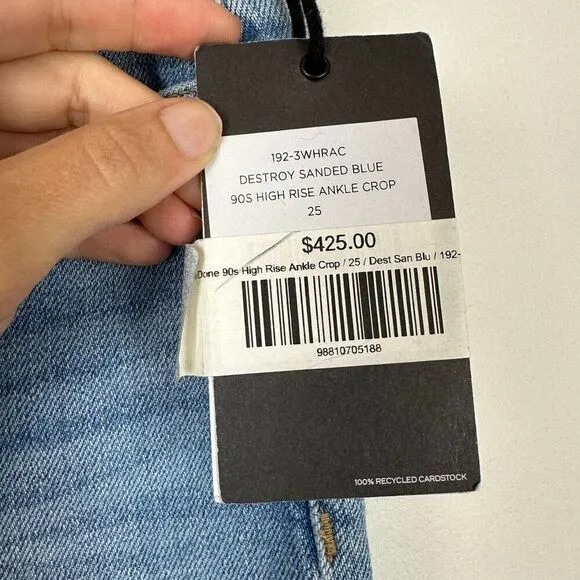 192-3WHRAC
DESTROY SANDED BLUE
90S HIGH RISE ANKLE CROP
25
$425.00
Done 90s High Rise Ankle Crop / 25 / Dest San Blu / 192-
98810705188
100% RECYCLED CARDSTOCK